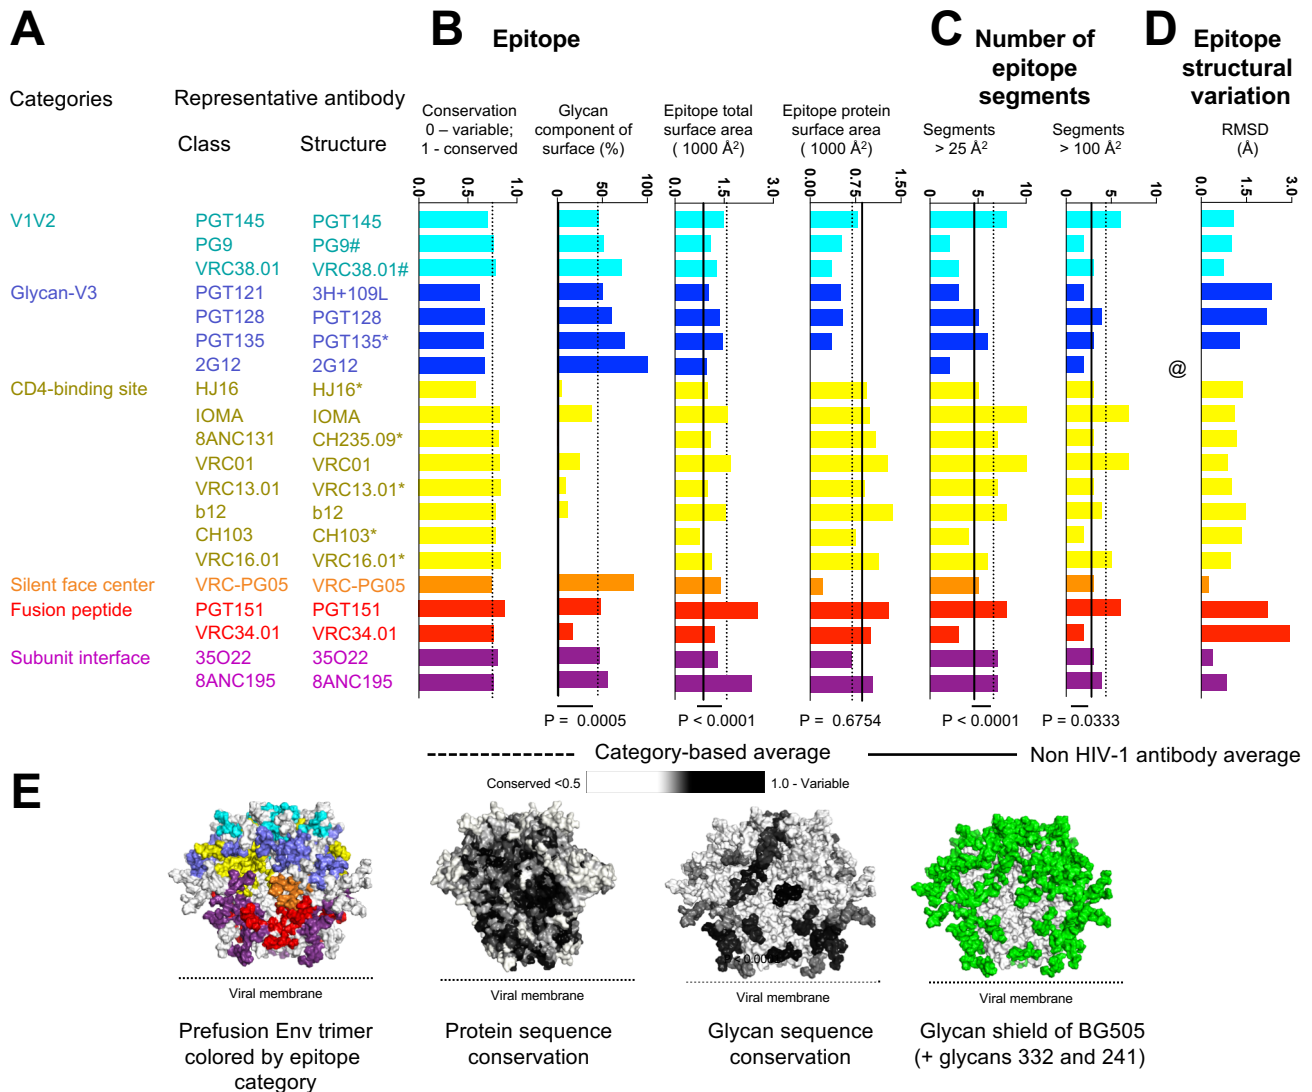 A
B
Epitope
C
Number of
epitope
segments
D
Epitope
structural
variation
Categories
Representative antibody
Class
Structure
Conservation
0 – variable;
1 - conserved
Glycan
component of
surface (%)
Epitope total
surface area
( 1000 Å²)
Epitope protein
surface area
( 1000 Å²)
Segments
> 25 Å²
Segments
> 100 Å²
RMSD
(Å)
0.0 0.5 1.0
0 50 100
0.0 1.5 3.0
0.00 0.75 1.50
0 5 10
0 5 10
0.0 1.5 3.0
V1V2 PGT145 PGT145
PG9 PG9#
VRC38.01 VRC38.01#
Glycan-V3 PGT121 3H+109L
PGT128 PGT128
PGT135 PGT135*
2G12 2G12 @
CD4-binding site HJ16 HJ16*
IOMA IOMA
8ANC131 CH235.09*
VRC01 VRC01
VRC13.01 VRC13.01*
b12 b12
CH103 CH103*
VRC16.01 VRC16.01*
Silent face center VRC-PG05 VRC-PG05
Fusion peptide PGT151 PGT151
VRC34.01 VRC34.01
Subunit interface 35O22 35O22
8ANC195 8ANC195
P = 0.0005 P < 0.0001 P = 0.6754 P < 0.0001 P = 0.0333
Category-based average Non HIV-1 antibody average
E
Conserved <0.5 1.0 - Variable
Viral membrane
Prefusion Env trimer
colored by epitope
category
Viral membrane
Protein sequence
conservation
Viral membrane
Glycan sequence
conservation
Viral membrane
Glycan shield of BG505
(+ glycans 332 and 241)